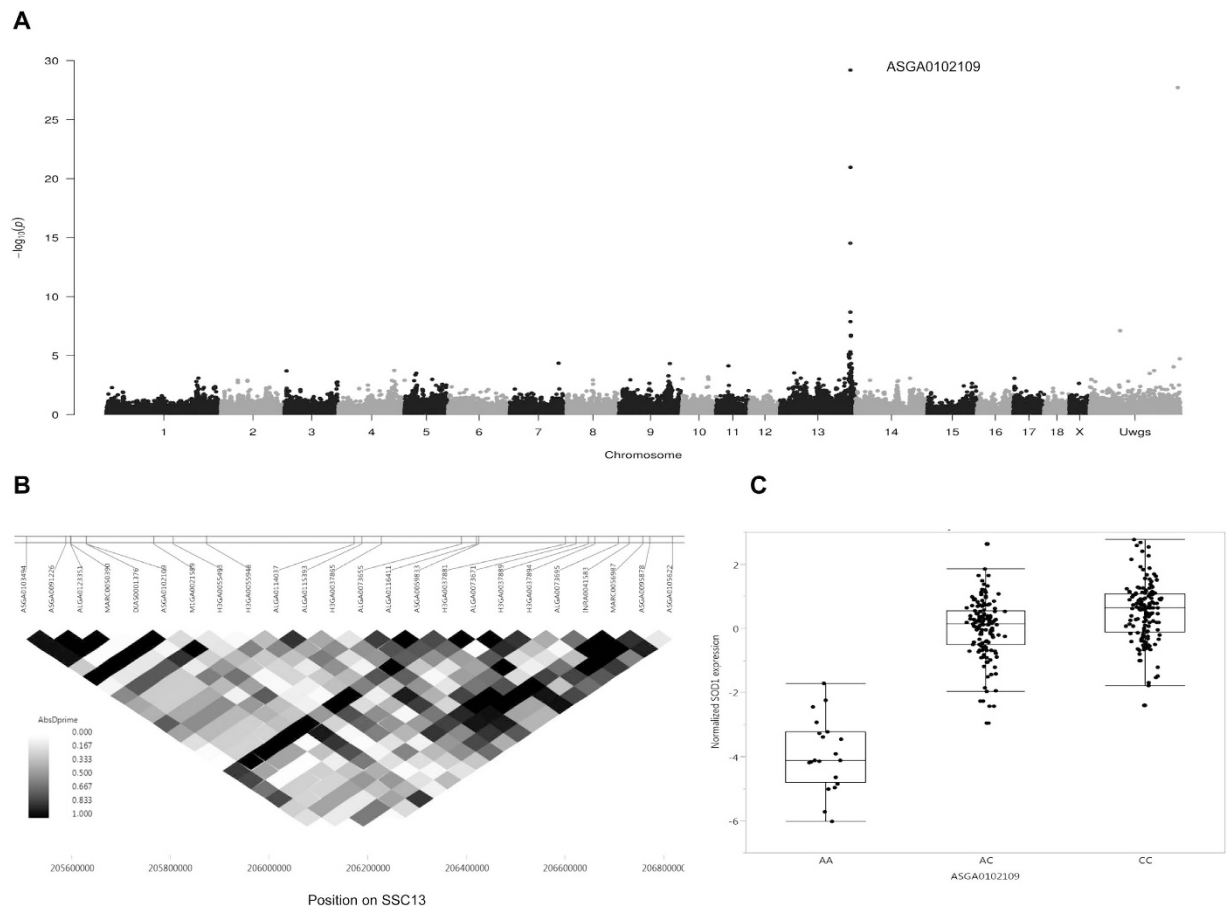 A
ASGA0102109
30
25
20
15
10
5
0
−log10(p)
1 2 3 4 5 6 7 8 9 10 11 12 13 14 15 16 17 18 X Uwgs
Chromosome
B
ASGA0103494
ASGA0091226
ALGA0123351
MARC0050390
DIAS0001376
ASGA0102109
M1GA0021589
H3GA0055493
H3GA0055948
ALGA0114037
ALGA0115393
H3GA0037865
ALGA0073655
ALGA0116411
ASGA0059833
H3GA0037881
ALGA0073671
H3GA0037889
H3GA0037894
ALGA0073695
INRA0041583
MARC0056987
ASGA0095878
ASGA0105622
AbsDprime
0.000
0.167
0.333
0.500
0.667
0.833
1.000
205600000 205800000 206000000 206200000 206400000 206600000 206800000
Position on SSC13
C
Normalized SOD1 expression
2
0
-2
-4
-6
AA AC CC
ASGA0102109